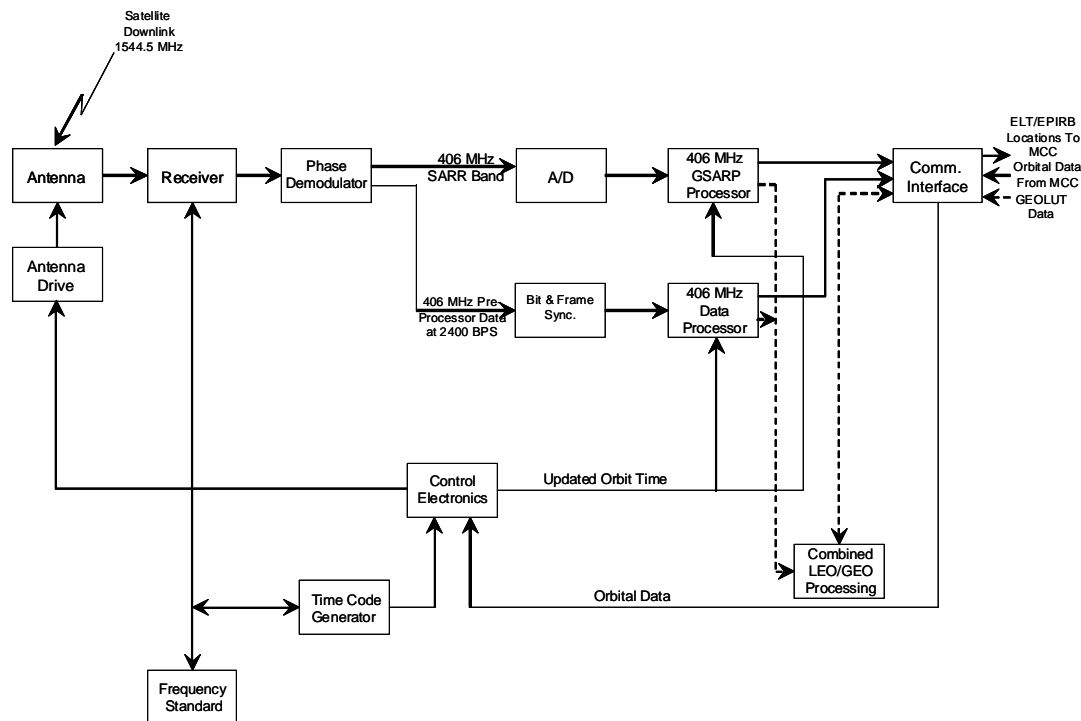 Satellite
Downlink
1544.5 MHz
Antenna
Receiver
Phase
Demodulator
406 MHz
SARR Band
A/D
406 MHz
GSARP
Processor
Comm.
Interface
ELT/EPIRB
Locations To
MCC
Orbital Data
From MCC
GEOLUT
Data
Antenna
Drive
406 MHz Pre-
Processor Data
at 2400 BPS
Bit & Frame
Sync.
406 MHz
Data
Processor
Control
Electronics
Updated Orbit Time
Combined
LEO/GEO
Processing
Time Code
Generator
Orbital Data
Frequency
Standard